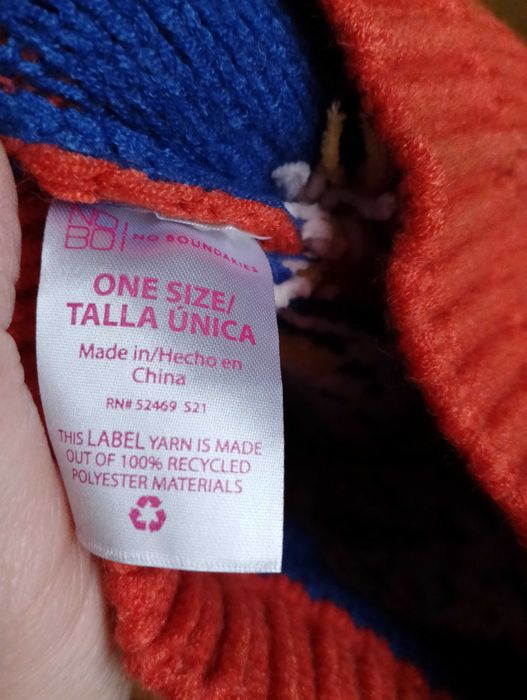 NO
BO
NO BOUNDARIES
ONE SIZE/
TALLA ÚNICA
Made in/Hecho en
China
RN# 52469 S21
THIS LABEL YARN IS MADE
OUT OF 100% RECYCLED
POLYESTER MATERIALS